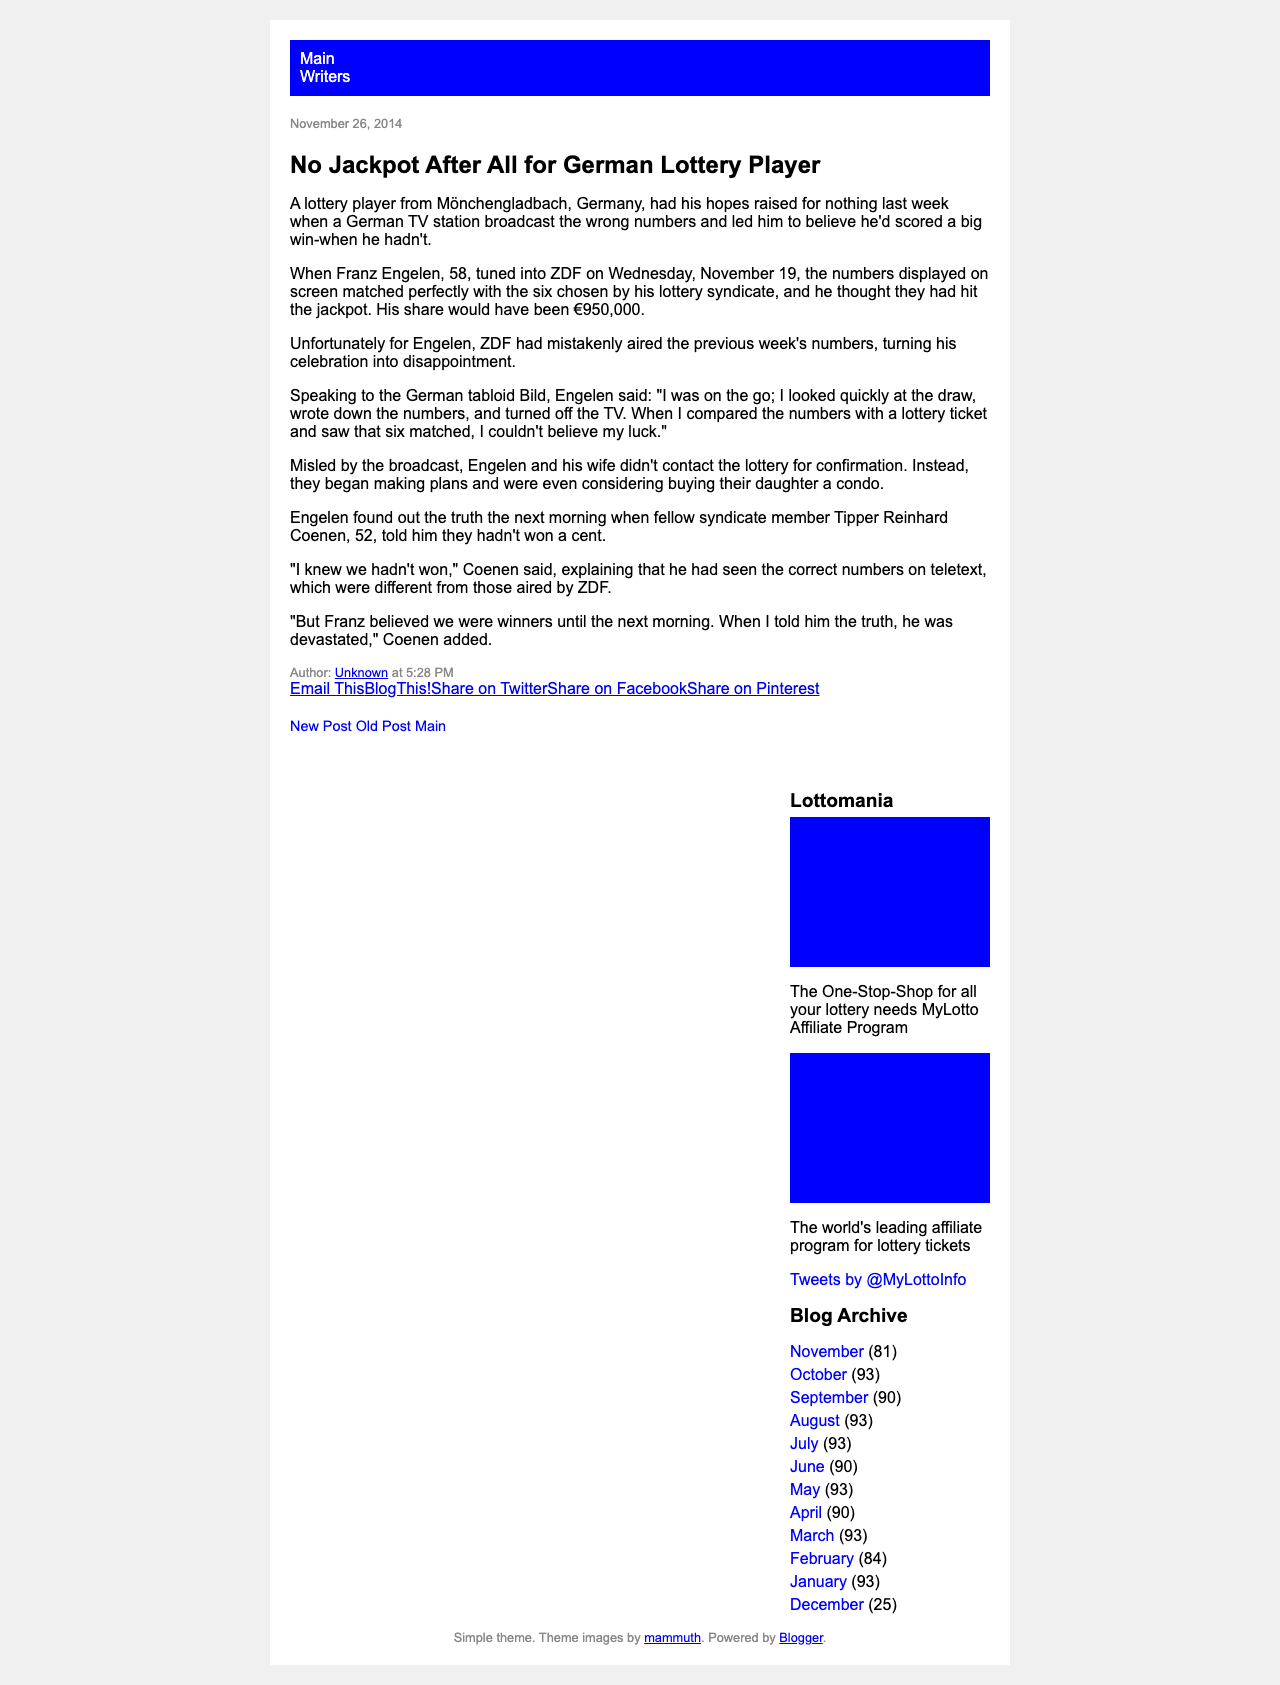 Main
Writers
November 26, 2014
No Jackpot After All for German Lottery Player
A lottery player from Mönchengladbach, Germany, had his hopes raised for nothing last week
when a German TV station broadcast the wrong numbers and led him to believe he'd scored a big
win-when he hadn't.
When Franz Engelen, 58, tuned into ZDF on Wednesday, November 19, the numbers displayed on
screen matched perfectly with the six chosen by his lottery syndicate, and he thought they had hit
the jackpot. His share would have been €950,000.
Unfortunately for Engelen, ZDF had mistakenly aired the previous week's numbers, turning his
celebration into disappointment.
Speaking to the German tabloid Bild, Engelen said: "I was on the go; I looked quickly at the draw,
wrote down the numbers, and turned off the TV. When I compared the numbers with a lottery ticket
and saw that six matched, I couldn't believe my luck."
Misled by the broadcast, Engelen and his wife didn't contact the lottery for confirmation. Instead,
they began making plans and were even considering buying their daughter a condo.
Engelen found out the truth the next morning when fellow syndicate member Tipper Reinhard
Coenen, 52, told him they hadn't won a cent.
"I knew we hadn't won," Coenen said, explaining that he had seen the correct numbers on teletext,
which were different from those aired by ZDF.
"But Franz believed we were winners until the next morning. When I told him the truth, he was
devastated," Coenen added.
Author: Unknown at 5:28 PM
Email ThisBlogThis!Share on TwitterShare on FacebookShare on Pinterest
New Post Old Post Main
Lottomania
The One-Stop-Shop for all
your lottery needs MyLotto
Affiliate Program
The world's leading affiliate
program for lottery tickets
Tweets by @MyLottoInfo
Blog Archive
November (81)
October (93)
September (90)
August (93)
July (93)
June (90)
May (93)
April (90)
March (93)
February (84)
January (93)
December (25)
Simple theme. Theme images by mammuth. Powered by Blogger.